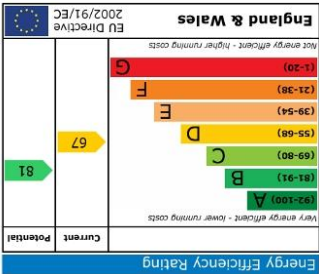 Energy Efficiency Rating
Current Potential
Very energy efficient - lower running costs
(92-100) A
(81-91) B
(69-80) C
(55-68) D
(39-54) E
(21-38) F
(1-20) G
67
81
Not energy efficient - higher running costs
England & Wales
EU Directive
2002/91/EC